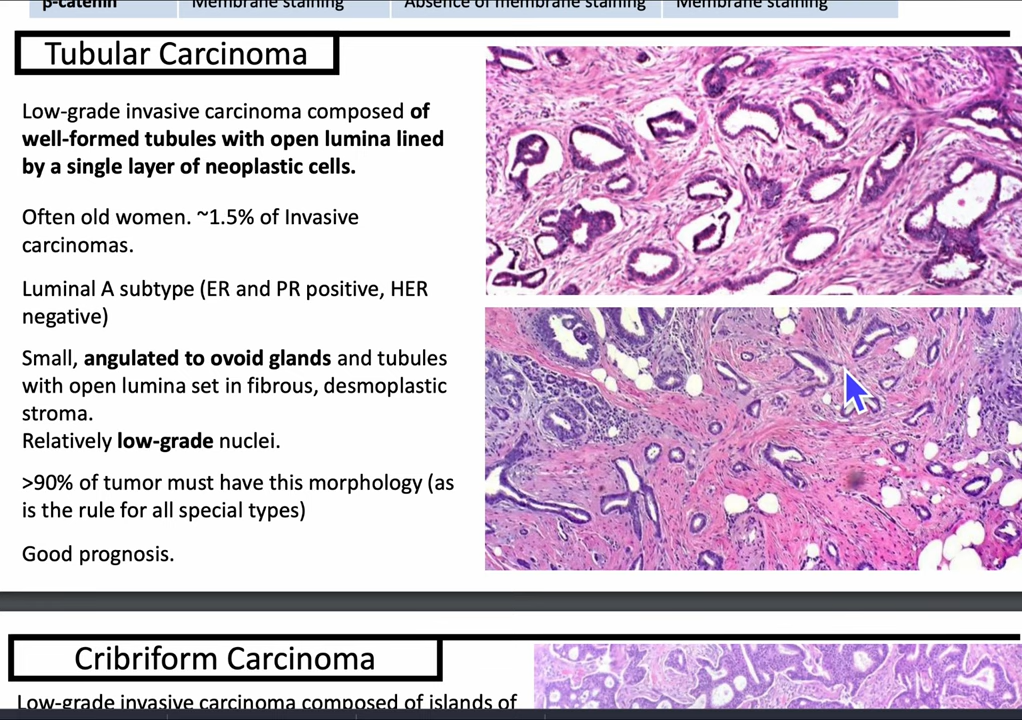 β-catenin Membrane staining Absence of membrane staining Membrane staining
Tubular Carcinoma
Low-grade invasive carcinoma composed of
well-formed tubules with open lumina lined
by a single layer of neoplastic cells.
Often old women. ~1.5% of Invasive
carcinomas.
Luminal A subtype (ER and PR positive, HER
negative)
Small, angulated to ovoid glands and tubules
with open lumina set in fibrous, desmoplastic
stroma.
Relatively low-grade nuclei.
>90% of tumor must have this morphology (as
is the rule for all special types)
Good prognosis.
Cribriform Carcinoma
Low-grade invasive carcinoma composed of islands of